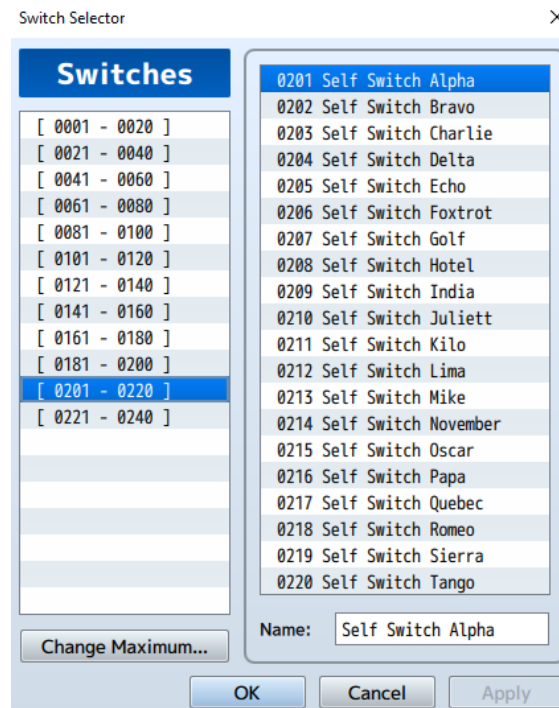 Switch Selector
Switches
[ 0001 - 0020 ]
[ 0021 - 0040 ]
[ 0041 - 0060 ]
[ 0061 - 0080 ]
[ 0081 - 0100 ]
[ 0101 - 0120 ]
[ 0121 - 0140 ]
[ 0141 - 0160 ]
[ 0161 - 0180 ]
[ 0181 - 0200 ]
[ 0201 - 0220 ]
[ 0221 - 0240 ]
Change Maximum...
0201 Self Switch Alpha
0202 Self Switch Bravo
0203 Self Switch Charlie
0204 Self Switch Delta
0205 Self Switch Echo
0206 Self Switch Foxtrot
0207 Self Switch Golf
0208 Self Switch Hotel
0209 Self Switch India
0210 Self Switch Juliett
0211 Self Switch Kilo
0212 Self Switch Lima
0213 Self Switch Mike
0214 Self Switch November
0215 Self Switch Oscar
0216 Self Switch Papa
0217 Self Switch Quebec
0218 Self Switch Romeo
0219 Self Switch Sierra
0220 Self Switch Tango
Name: Self Switch Alpha
OK Cancel Apply